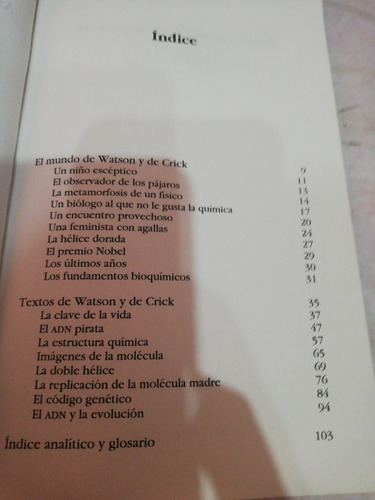 Índice
El mundo de Watson y de Crick 9
Un niño escéptico 11
El observador de los pájaros 13
La metamorfosis de un físico 14
Un biólogo al que no le gusta la química 17
Un encuentro provechoso 20
Una feminista con agallas 24
La hélice dorada 27
El premio Nobel 29
Los últimos años 30
Los fundamentos bioquímicos 31
Textos de Watson y de Crick 35
La clave de la vida 37
El ADN pirata 47
La estructura química 57
Imágenes de la molécula 65
La doble hélice 69
La replicación de la molécula madre 76
El código genético 84
El ADN y la evolución 94
Índice analítico y glosario 103